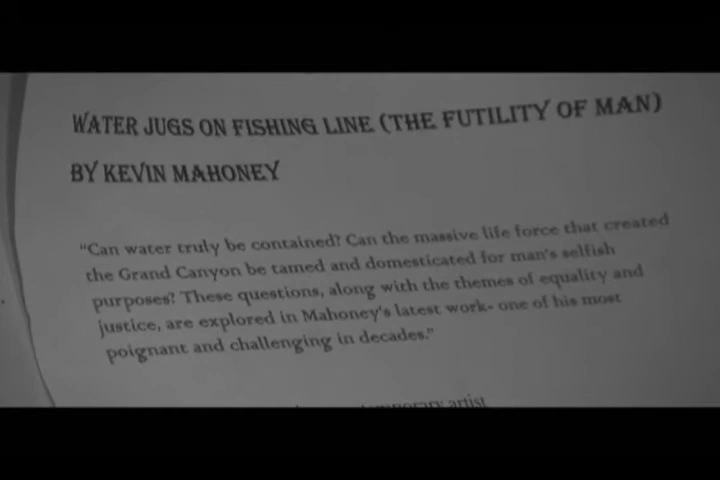 WATER JUGS ON FISHING LINE (THE FUTILITY OF MAN)
BY KEVIN MAHONEY
"Can water truly be contained? Can the massive life force that created
the Grand Canyon be tamed and domesticated for man's selfish
purposes? These questions, along with the themes of equality and
justice, are explored in Mahoney's latest work- one of his most
poignant and challenging in decades."
artist